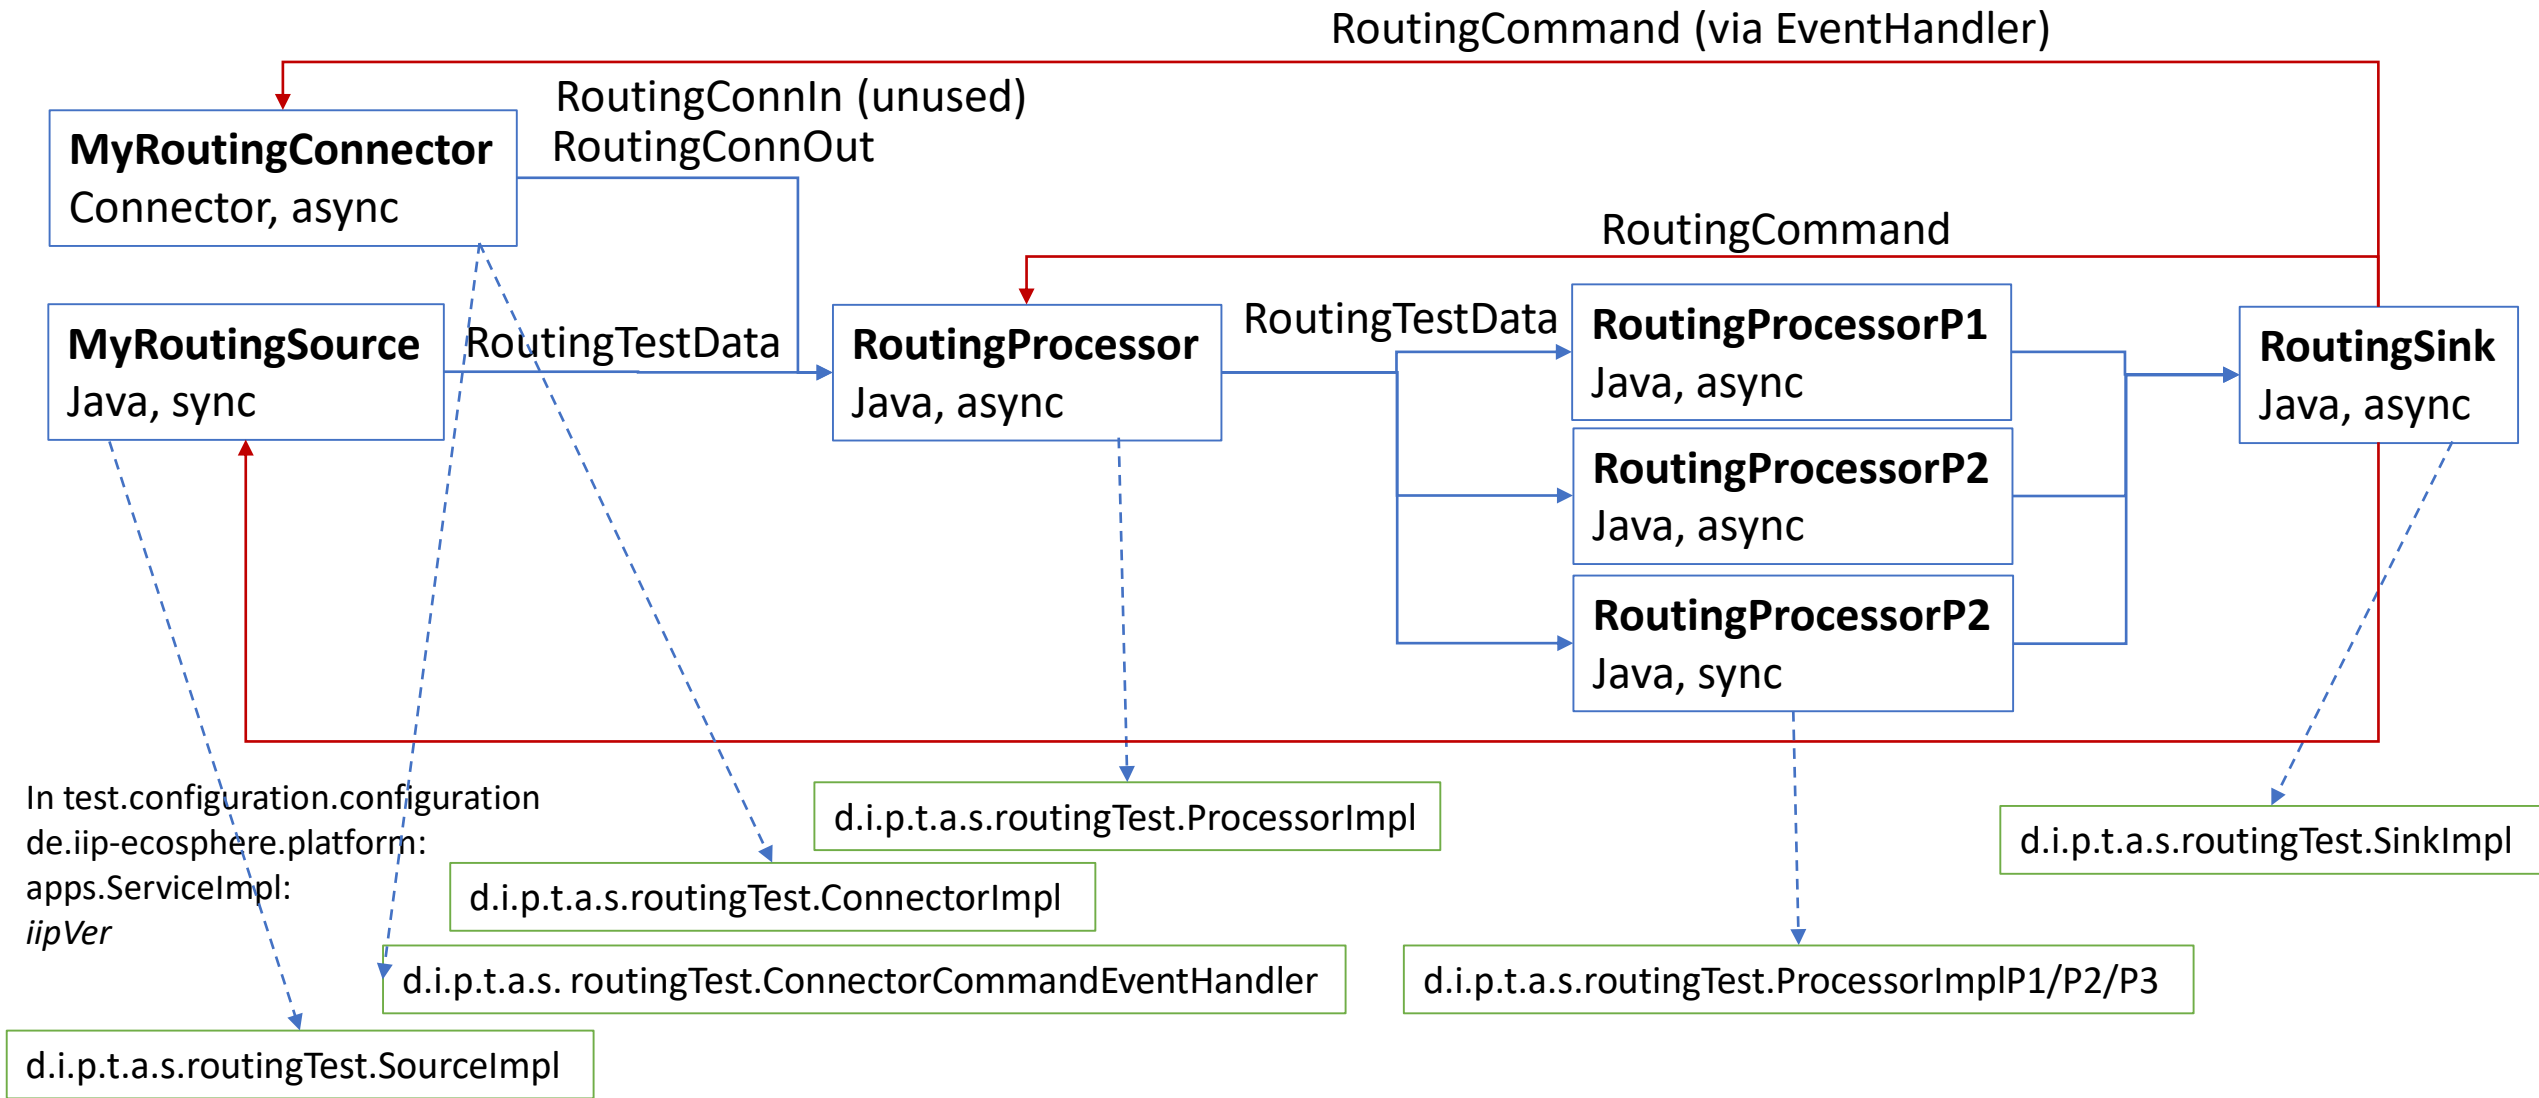 RoutingCommand (via EventHandler)
RoutingConnIn (unused)
RoutingConnOut
MyRoutingConnector
Connector, async
RoutingCommand
MyRoutingSource
Java, sync
RoutingTestData
RoutingProcessor
Java, async
RoutingTestData
RoutingProcessorP1
Java, async
RoutingProcessorP2
Java, async
RoutingProcessorP2
Java, sync
RoutingSink
Java, async
In test.configuration.configuration
de.iip-ecosphere.platform:
apps.ServiceImpl:
iipVer
d.i.p.t.a.s.routingTest.ProcessorImpl
d.i.p.t.a.s.routingTest.SinkImpl
d.i.p.t.a.s.routingTest.ConnectorImpl
d.i.p.t.a.s. routingTest.ConnectorCommandEventHandler
d.i.p.t.a.s.routingTest.ProcessorImplP1/P2/P3
d.i.p.t.a.s.routingTest.SourceImpl